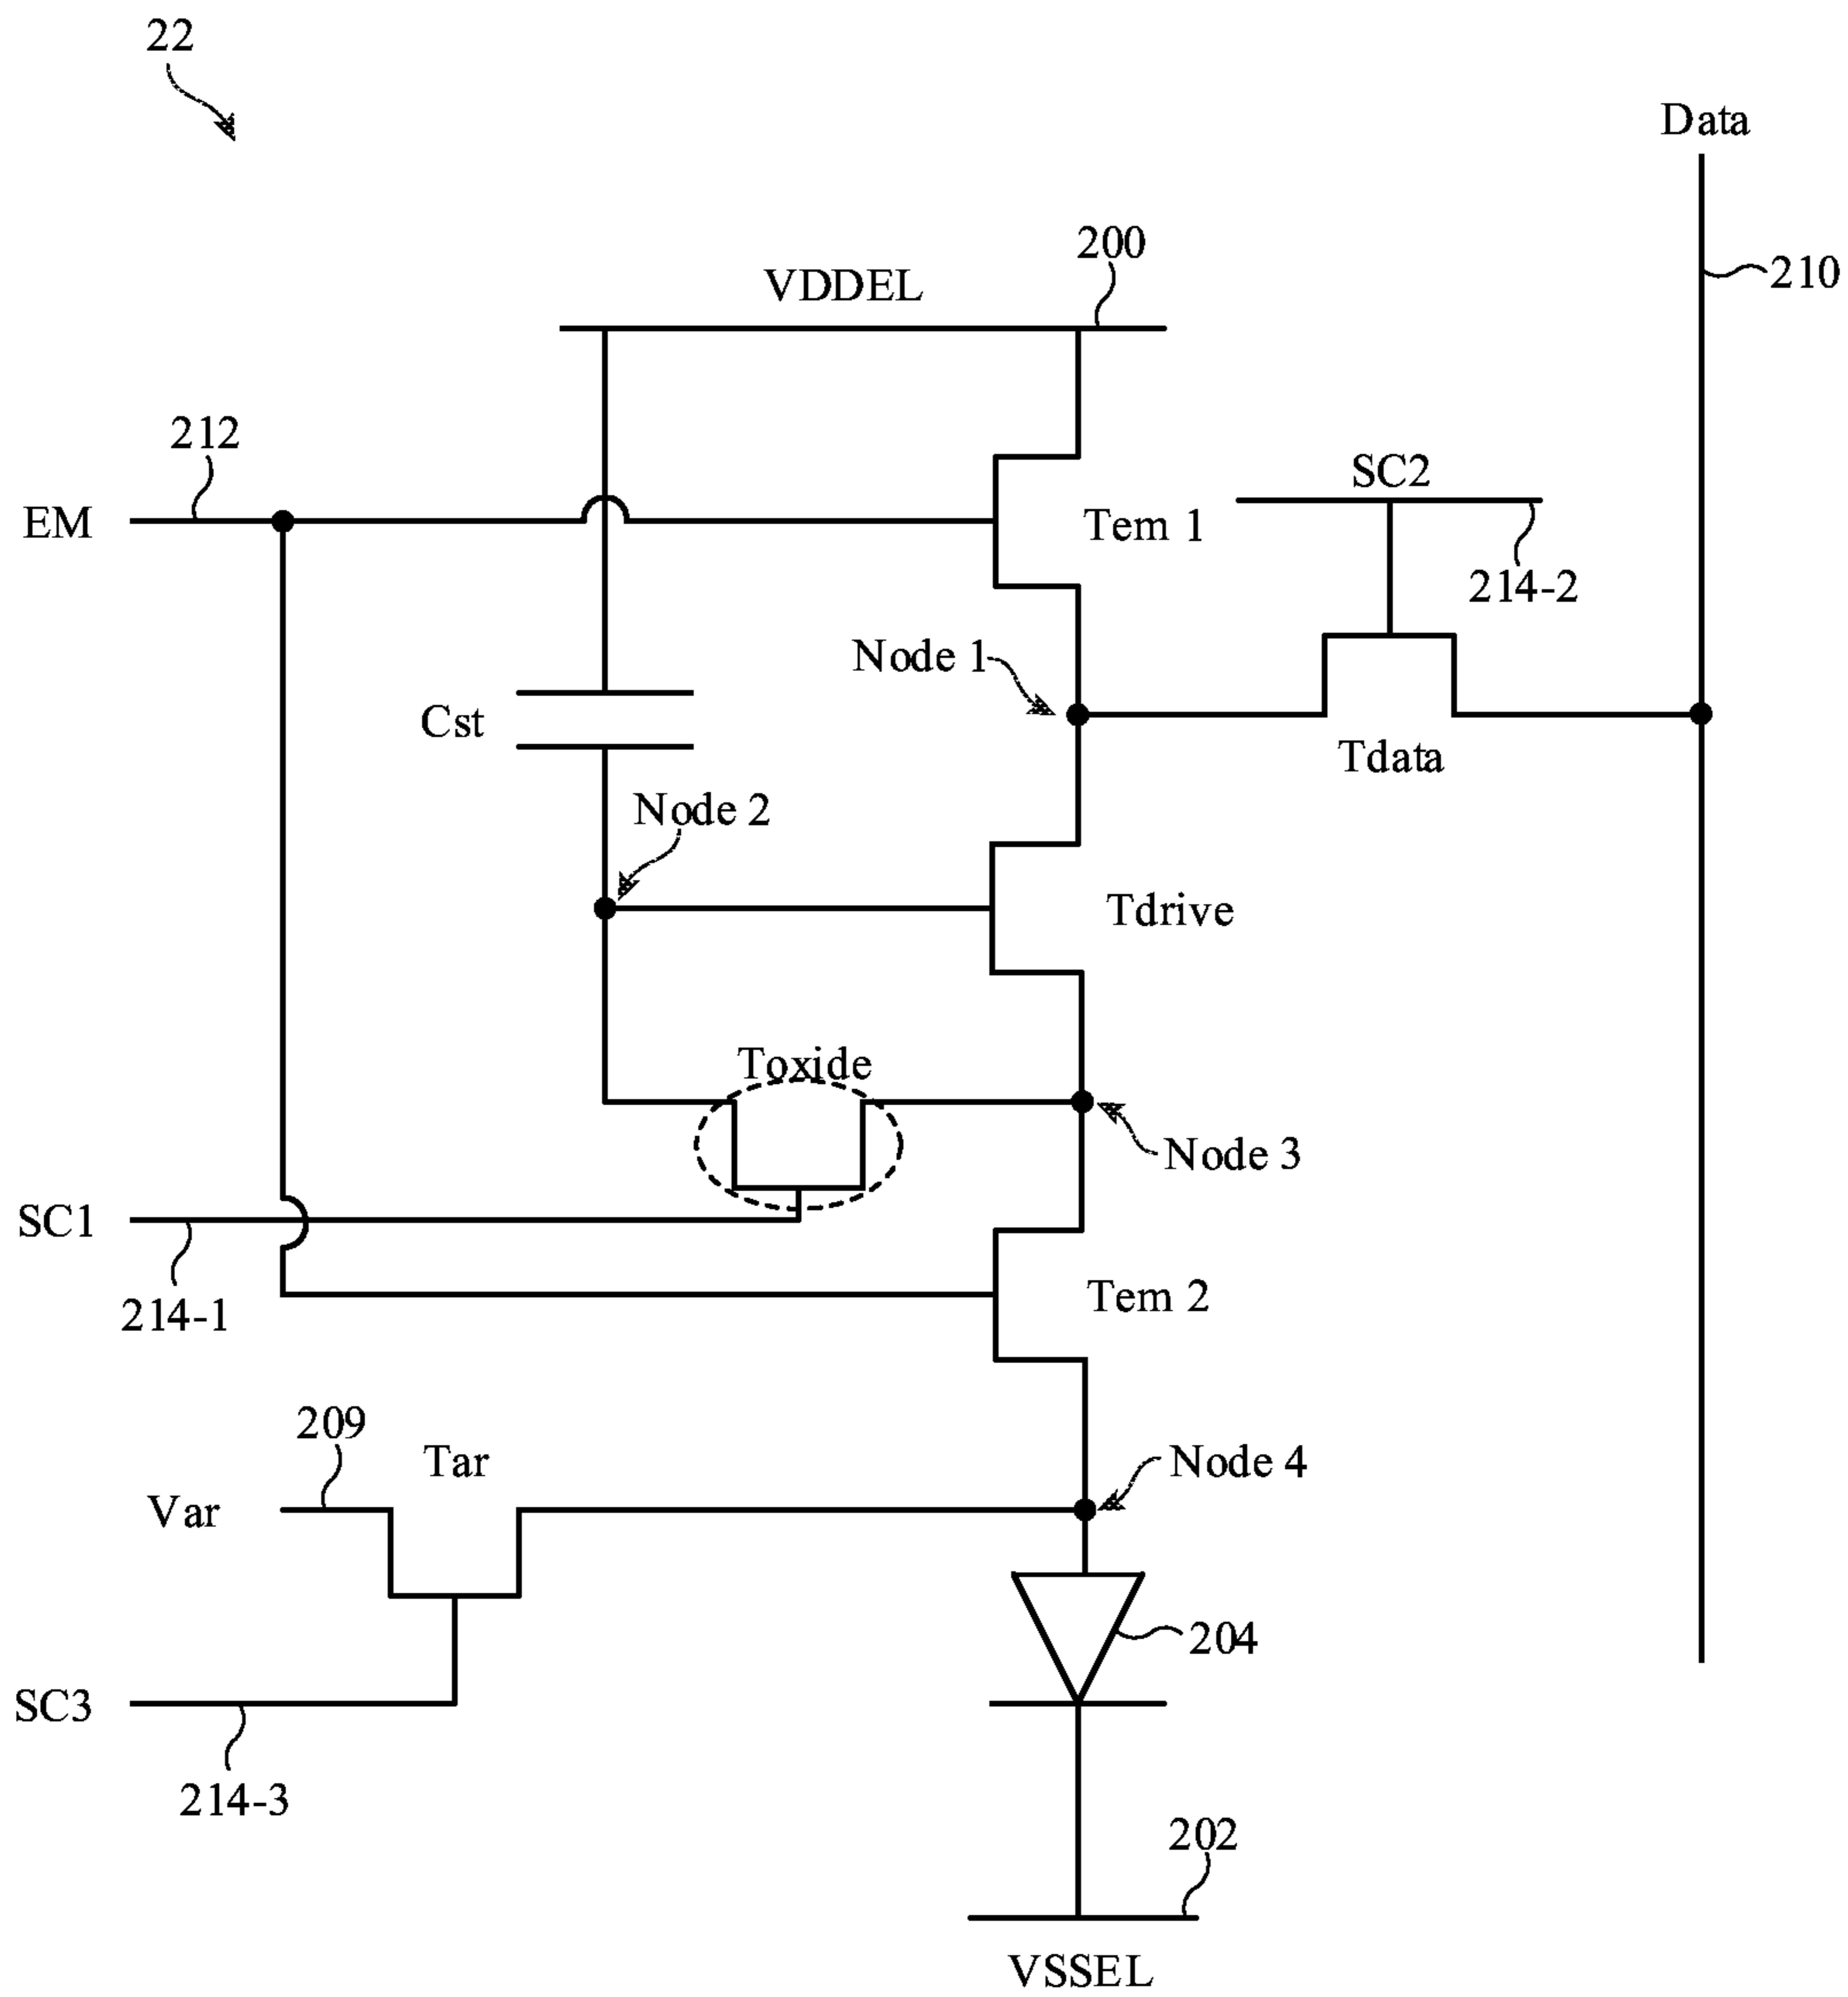 22
Data
200
VDDEL
210
212
SC2
EM
Tem 1
214-2
Node 1
Cst
Tdata
Node 2
Tdrive
Toxide
Node 3
SC1
Tem 2
214-1
209
Tar
Node 4
Var
204
SC3
214-3
202
VSSEL